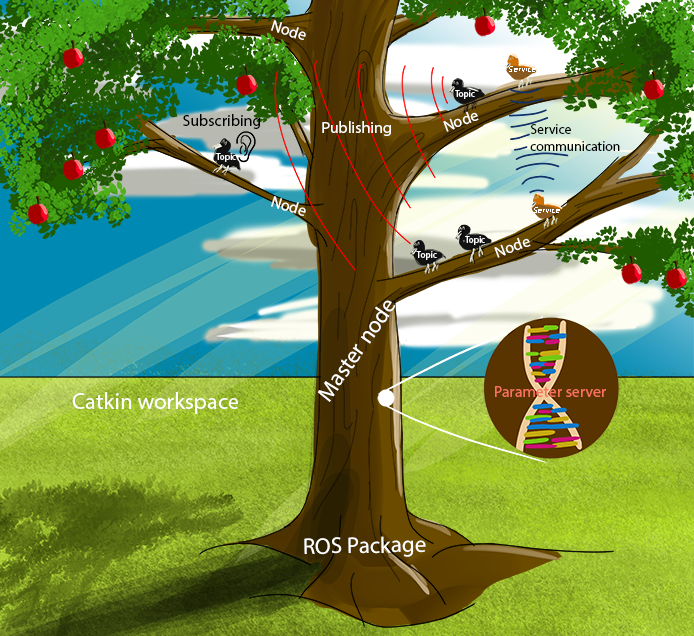 Node
Service
Topic
Subscribing
Publishing
Node
Service
communication
Topic
Node
Service
Topic
Topic
Node
Master node
Parameter server
Catkin workspace
ROS Package